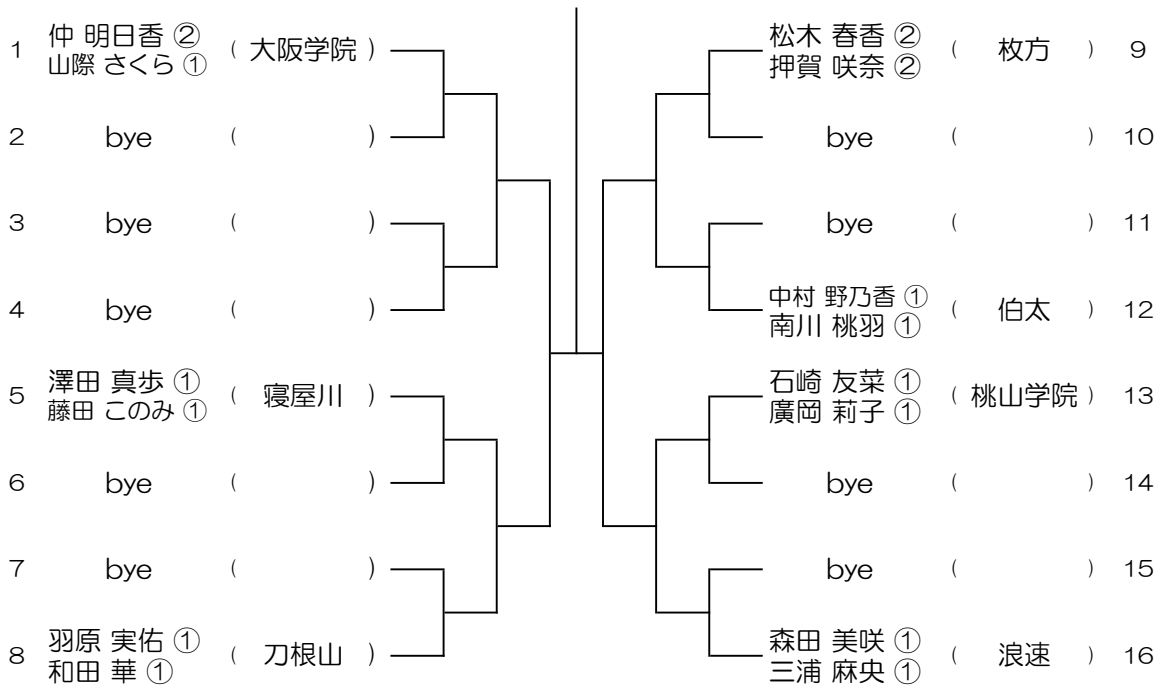 1 仲 明日香 ② ( 大阪学院 )
山際 さくら ①
2 bye ( )
3 bye ( )
4 bye ( )
5 澤田 真歩 ① ( 寝屋川 )
藤田 このみ ①
6 bye ( )
7 bye ( )
8 羽原 実佑 ① ( 刀根山 )
和田 華 ①
松木 春香 ② ( 枚方 ) 9
押賀 咲奈 ②
bye ( ) 10
bye ( ) 11
中村 野乃香 ① ( 伯太 ) 12
南川 桃羽 ①
石崎 友菜 ① ( 桃山学院 ) 13
廣岡 莉子 ①
bye ( ) 14
bye ( ) 15
森田 美咲 ① ( 浪速 ) 16
三浦 麻央 ①